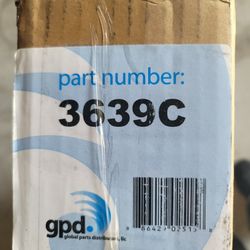 part number:
3639C
gpd.
global parts distributors, llc